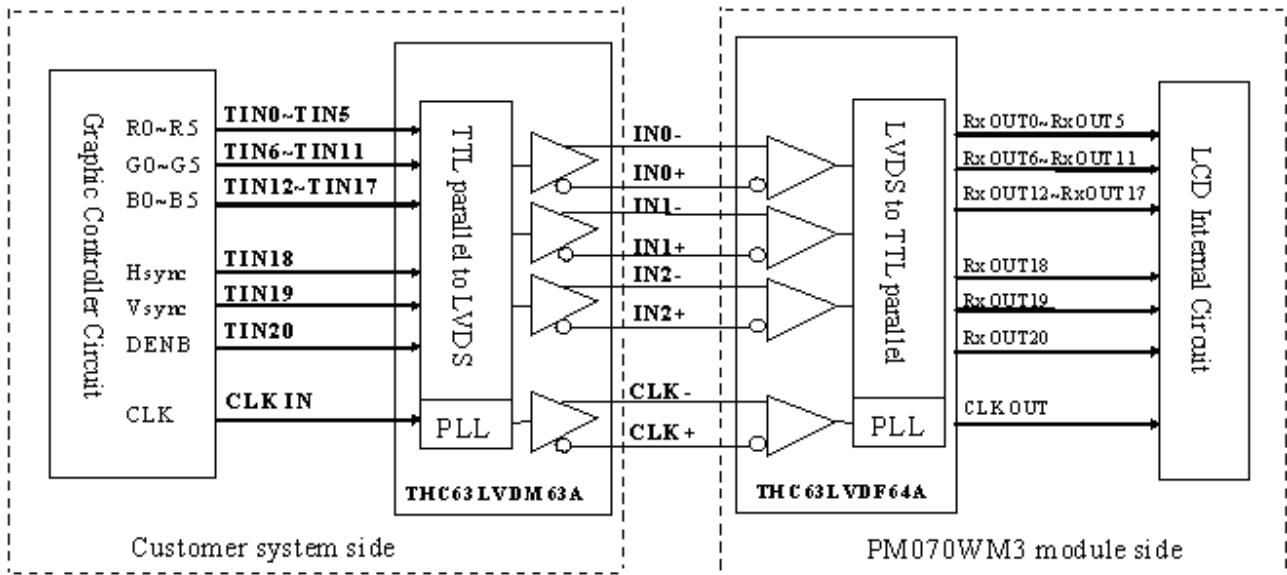 Graphic Controller Circuit
R0~R5
G0~G5
B0~B5
Hsync
Vsync
DENB
CLK
TIN0~TIN5
TIN6~TIN11
TIN12~TIN17
TIN18
TIN19
TIN20
CLK IN
TTL parallel to LVDS
PLL
THC63LVDM63A
IN0-
IN0+
IN1-
IN1+
IN2-
IN2+
CLK-
CLK+
LVDS to TTL parallel
PLL
THC63LVDF64A
RxOUT0~RxOUT5
RxOUT6~RxOUT11
RxOUT12~RxOUT17
RxOUT18
RxOUT19
RxOUT20
CLK OUT
LCD Internal Circuit
Customer system side
PM070WM3 module side